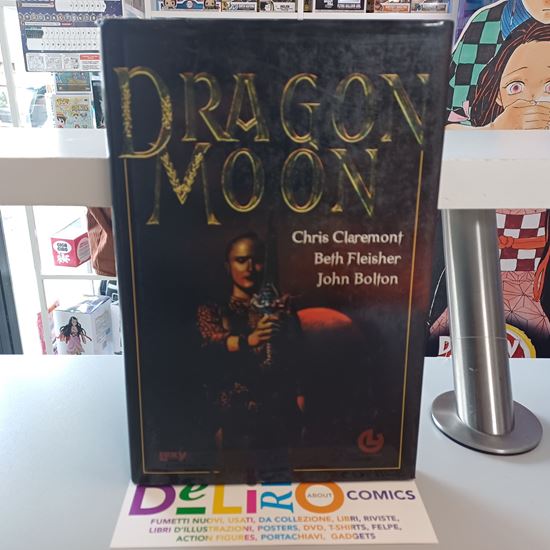 DRAGON
MOON
Chris Claremont
Beth Fleisher
John Bolton
DeLiRiO
ABOUT
COMICS
FUMETTI NUOVI, USATI, DA COLLEZIONE, LIBRI, RIVISTE,
LIBRI D'ILLUSTRAZIONI, POSTERS, DVD, T-SHIRTS, FELPE,
ACTION FIGURES, PORTACHIAVI, GADGETS